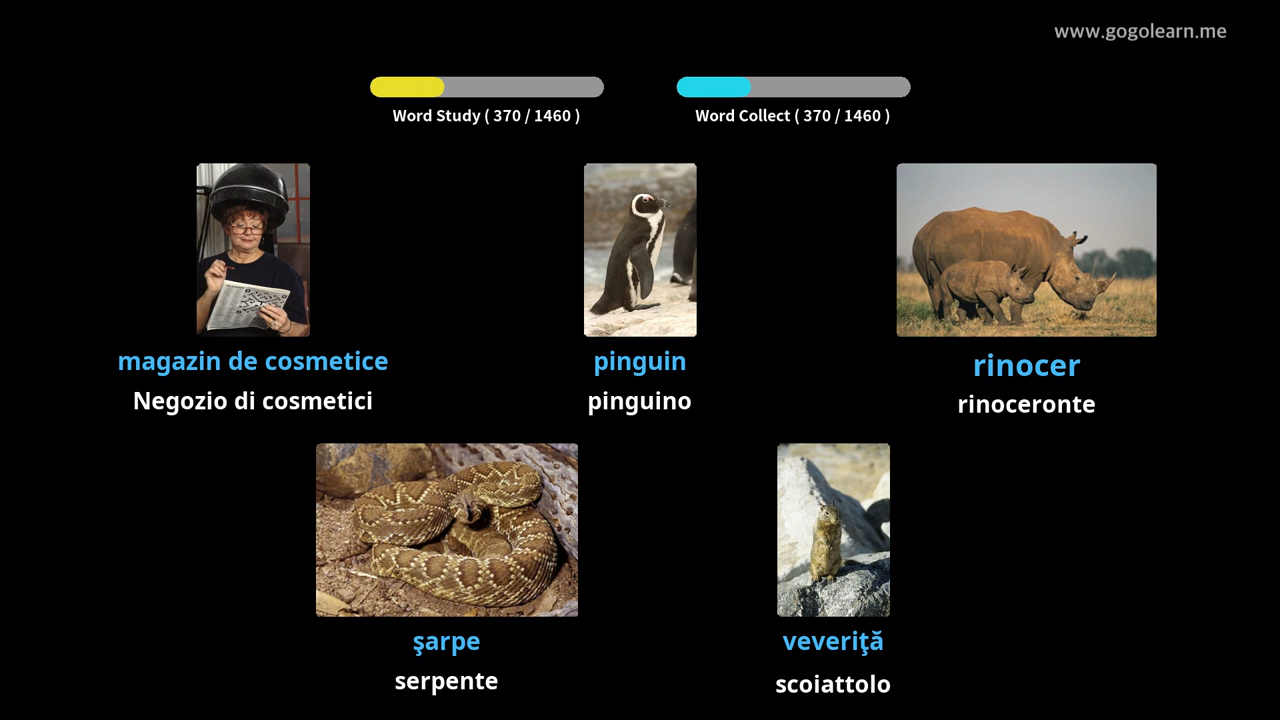 www.gogolearn.me
Word Study ( 370 / 1460 )
Word Collect ( 370 / 1460 )
magazin de cosmetice
Negozio di cosmetici
pinguin
pinguino
rinocer
rinoceronte
şarpe
serpente
veveriţă
scoiattolo